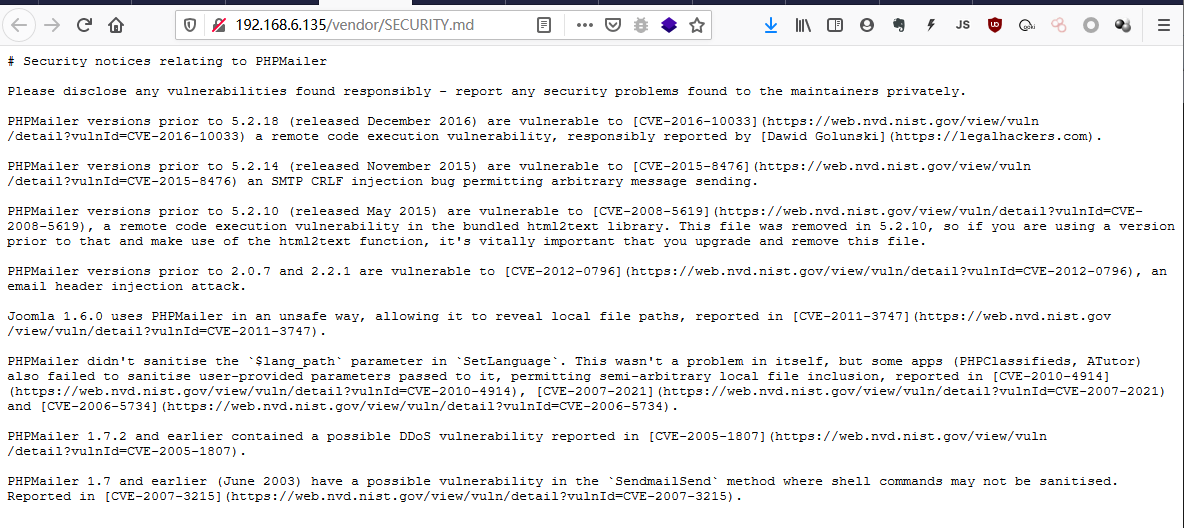 192.168.6.135/vendor/SECURITY.md
JS
# Security notices relating to PHPMailer
Please disclose any vulnerabilities found responsibly - report any security problems found to the maintainers privately.
PHPMailer versions prior to 5.2.18 (released December 2016) are vulnerable to [CVE-2016-10033](https://web.nvd.nist.gov/view/vuln
/detail?vulnId=CVE-2016-10033) a remote code execution vulnerability, responsibly reported by [Dawid Golunski](https://legalhackers.com).
PHPMailer versions prior to 5.2.14 (released November 2015) are vulnerable to [CVE-2015-8476](https://web.nvd.nist.gov/view/vuln
/detail?vulnId=CVE-2015-8476) an SMTP CRLF injection bug permitting arbitrary message sending.
PHPMailer versions prior to 5.2.10 (released May 2015) are vulnerable to [CVE-2008-5619](https://web.nvd.nist.gov/view/vuln/detail?vulnId=CVE-
2008-5619), a remote code execution vulnerability in the bundled html2text library. This file was removed in 5.2.10, so if you are using a version
prior to that and make use of the html2text function, it's vitally important that you upgrade and remove this file.
PHPMailer versions prior to 2.0.7 and 2.2.1 are vulnerable to [CVE-2012-0796](https://web.nvd.nist.gov/view/vuln/detail?vulnId=CVE-2012-0796), an
email header injection attack.
Joomla 1.6.0 uses PHPMailer in an unsafe way, allowing it to reveal local file paths, reported in [CVE-2011-3747](https://web.nvd.nist.gov
/view/vuln/detail?vulnId=CVE-2011-3747).
PHPMailer didn't sanitise the `$lang_path` parameter in `SetLanguage`. This wasn't a problem in itself, but some apps (PHPClassifieds, ATutor)
also failed to sanitise user-provided parameters passed to it, permitting semi-arbitrary local file inclusion, reported in [CVE-2010-4914]
(https://web.nvd.nist.gov/view/vuln/detail?vulnId=CVE-2010-4914), [CVE-2007-2021](https://web.nvd.nist.gov/view/vuln/detail?vulnId=CVE-2007-2021)
and [CVE-2006-5734](https://web.nvd.nist.gov/view/vuln/detail?vulnId=CVE-2006-5734).
PHPMailer 1.7.2 and earlier contained a possible DDoS vulnerability reported in [CVE-2005-1807](https://web.nvd.nist.gov/view/vuln
/detail?vulnId=CVE-2005-1807).
PHPMailer 1.7 and earlier (June 2003) have a possible vulnerability in the `SendmailSend` method where shell commands may not be sanitised.
Reported in [CVE-2007-3215](https://web.nvd.nist.gov/view/vuln/detail?vulnId=CVE-2007-3215).